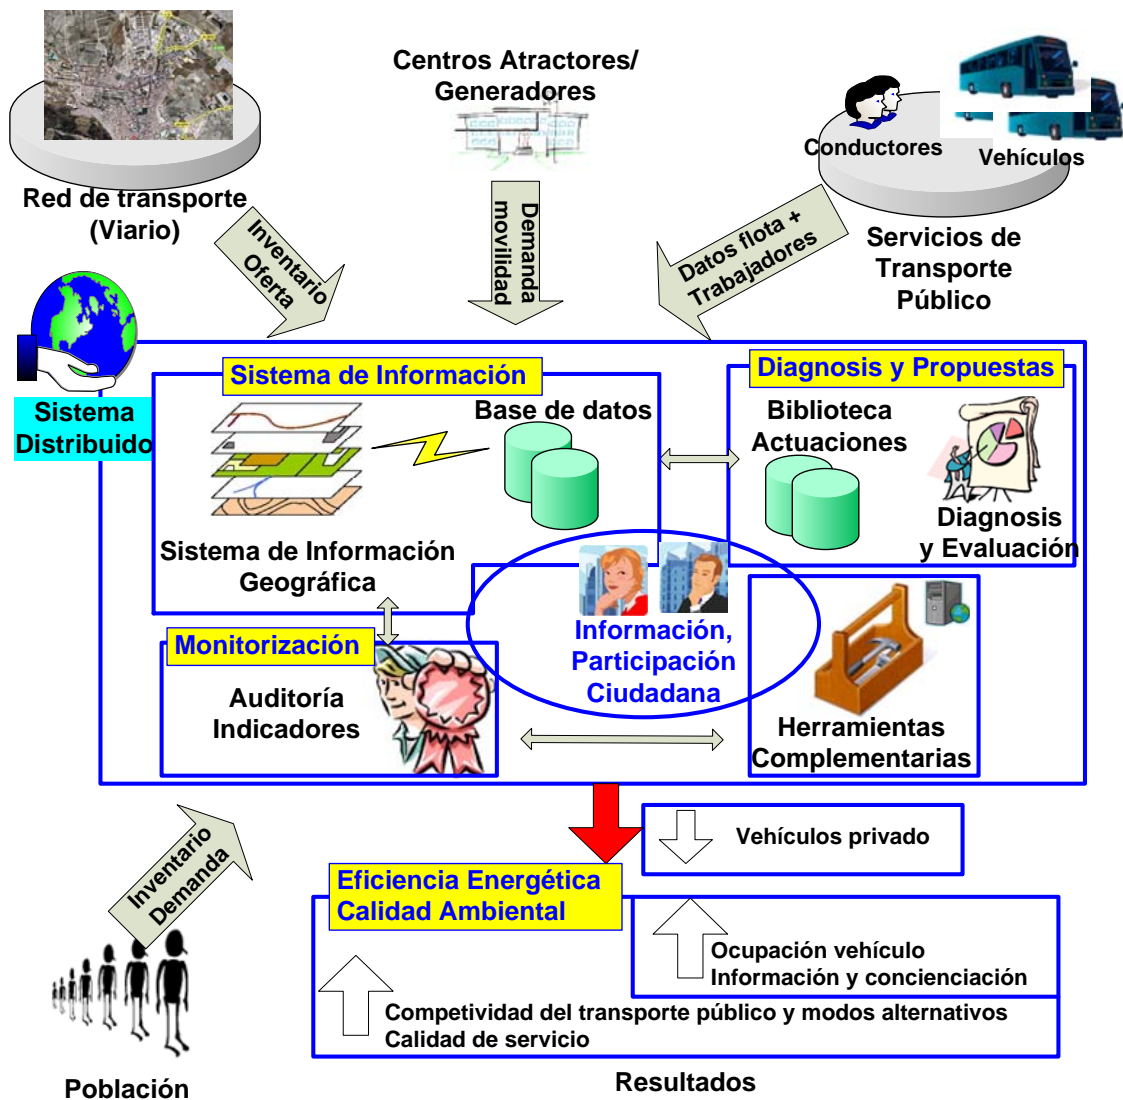 Centros Atractores/
Generadores
Conductores
Vehículos
Red de transporte
(Viario)
Inventario
Oferta
Demanda
movilidad
Datos flota +
Trabajadores
Servicios de
Transporte
Público
Sistema
Distribuido
Sistema de Información
Base de datos
Sistema de Información
Geográfica
Diagnosis y Propuestas
Biblioteca
Actuaciones
Diagnosis
y Evaluación
Información,
Participación
Ciudadana
Monitorización
Auditoría
Indicadores
Herramientas
Complementarias
Vehículos privado
Inventario
Demanda
Eficiencia Energética
Calidad Ambiental
Ocupación vehículo
Información y concienciación
Competividad del transporte público y modos alternativos
Calidad de servicio
Población
Resultados